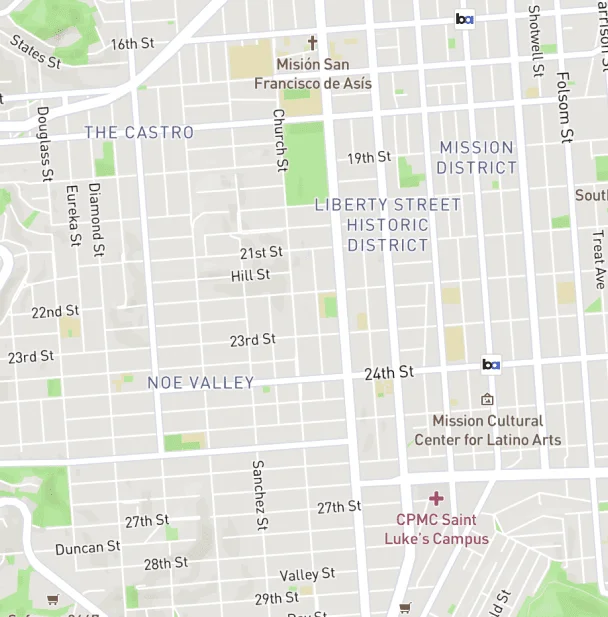 States St
16th St
ba
Shotwell St
Folsom St
Misión San
Francisco de Asís
Douglass St
THE CASTRO
Church St
19th St
MISSION
DISTRICT
Eureka St
Diamond St
LIBERTY STREET
HISTORIC
DISTRICT
21st St
Hill St
Treat Ave
22nd St
23rd St
23rd St
NOE VALLEY
24th St
ba
Mission Cultural
Center for Latino Arts
Sanchez St
27th St
27th St
CPMC Saint
Luke's Campus
Duncan St
28th St
Valley St
29th St